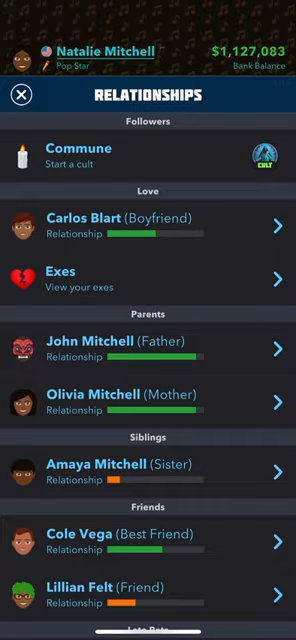 Natalie Mitchell
$1,127,083
Pop Star
Bank Balance
RELATIONSHIPS
Followers
Commune
Start a cult
CULT
Love
Carlos Blart (Boyfriend)
Relationship
Exes
View your exes
Parents
John Mitchell (Father)
Relationship
Olivia Mitchell (Mother)
Relationship
Siblings
Amaya Mitchell (Sister)
Relationship
Friends
Cole Vega (Best Friend)
Relationship
Lillian Felt (Friend)
Relationship